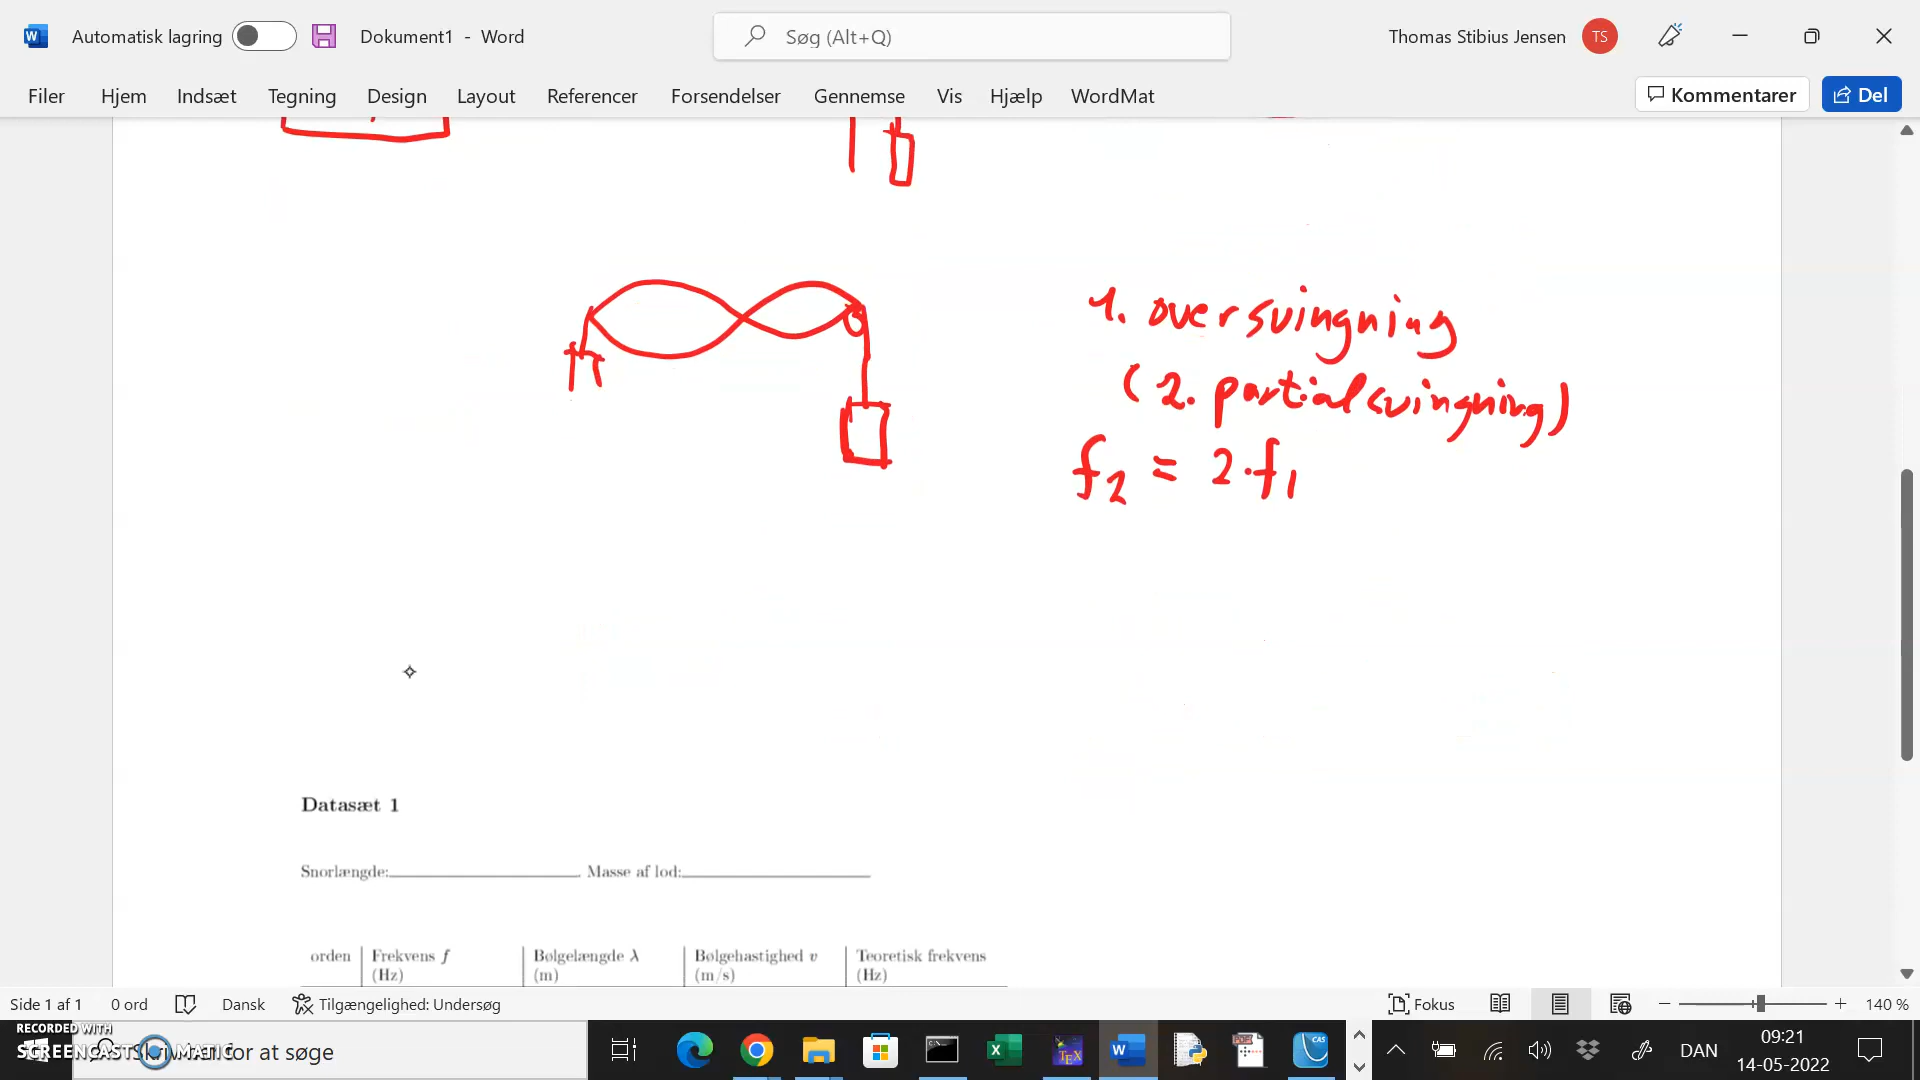 Automatisk lagring
Dokument1 - Word
Søg (Alt+Q)
Thomas Stibius Jensen
TS
Filer Hjem Indsæt Tegning Design Layout Referencer Forsendelser Gennemse Vis Hjælp WordMat
Kommentarer
Del
1. oversvingning
(2. partialsvingning)
f₂ = 2·f₁
Datasæt 1
Snorlængde: Masse af lod:
orden Frekvens f (Hz) Bølgelængde λ (m) Bølgehastighed v (m/s) Teoretisk frekvens (Hz)
Side 1 af 1 0 ord Dansk Tilgængelighed: Undersøg
Fokus
140 %
RECORDED WITH
SCREENCAST MATIC
for at søge
DAN
09:21
14-05-2022